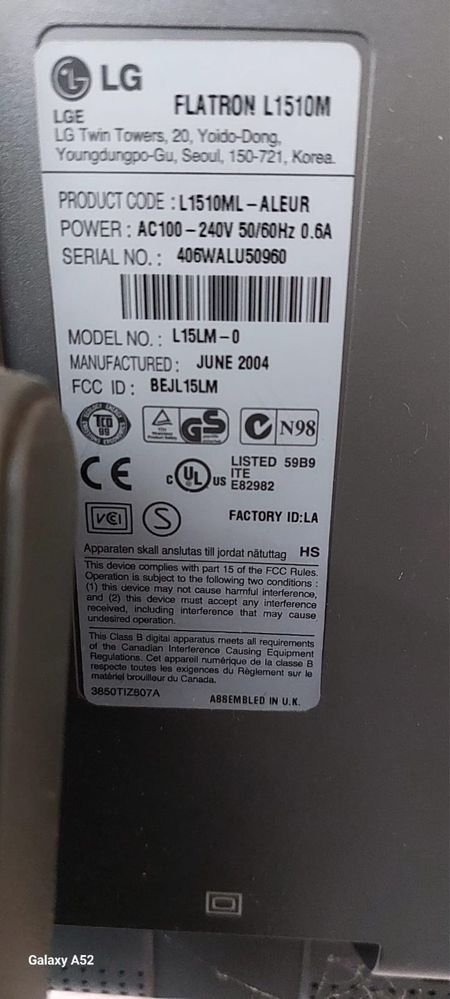 LG
FLATRON L1510M
LGE
LG Twin Towers, 20, Yoido-Dong,
Youngdungpo-Gu, Seoul, 150-721, Korea.
PRODUCT CODE : L1510ML-ALEUR
POWER : AC100-240V 50/60Hz 0.6A
SERIAL NO. : 406WALU50960
MODEL NO. : L15LM-0
MANUFACTURED : JUNE 2004
FCC ID : BEJL15LM
TCO 99
GS
N98
CE
C UL US LISTED 59B9
ITE
E82982
VCI
S
FACTORY ID:LA
Apparaten skall anslutas till jordat nätuttag HS
This device complies with part 15 of the FCC Rules.
Operation is subject to the following two conditions :
(1) this device may not cause harmful interference,
and (2) this device must accept any interference
received, including interference that may cause
undesired operation.
This Class B digital apparatus meets all requirements
of the Canadian Interference Causing Equipment
Regulations. Cet appareil numérique de la classe B
respecte toutes les exigences du Règlement sur le
matériel brouilleur du Canada.
3850TIZ807A
ASSEMBLED IN U.K.
Galaxy A52